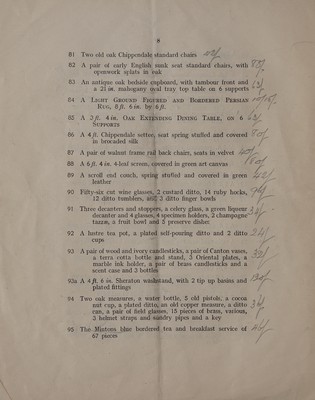 9
81 Two old oak Chippendale standard chairs
82 A pair of early English sunk seat standard chairs, with
openwork splats in oak
83 An antique oak bedside cupboard, with tambour front and
a 21 in. mahogany oval tray top table on 6 supports
84 A LIGHT GROUND FIGURED AND BORDERED PERSIAN
RUG, 8 ft. 6 in. by 6 ft.
85 A 3 ft. 4 in. OAK EXTENDING DINING TABLE, ON 6
SUPPORTS
86 A 4 ft. Chippendale settee, seat spring stuffed and covered
in brocaded silk
87 A pair of walnut frame rail back chairs, seats in velvet
88 A 6 ft. 4 in. 4-leaf screen, covered in green art canvas
89 A scroll end couch, spring stuffed and covered in green
leather
90 Fifty-six cut wine glasses, 2 custard ditto, 14 ruby hocks,
12 ditto tumblers, and 3 ditto finger bowls
91 Three decanters and stoppers, a celery glass, a green liqueur
decanter and 4 glasses, 4 specimen holders, 2 champagne
tazzas, a fruit bowl and 5 preserve dishes
92 A lustre tea pot, a plated self-pouring ditto and 2 ditto
cups
93 A pair of wood and ivory candlesticks, a pair of Canton vases,
a terra cotta bottle and stand, 3 Oriental plates, a
marble ink holder, a pair of brass candlesticks and a
scent case and 3 bottles
93a A 4 ft. 6 in. Sheraton washstand, with 2 tip up basins and
plated fittings
94 Two oak measures, a water bottle, 5 old pistols, a cocoa
nut cup, a plated ditto, an old copper measure, a ditto
can, a pair of field glasses, 15 pieces of brass, various,
3 helmet straps and sundry pipes and a key
95 The Mintons blue bordered tea and breakfast service of
67 pieces